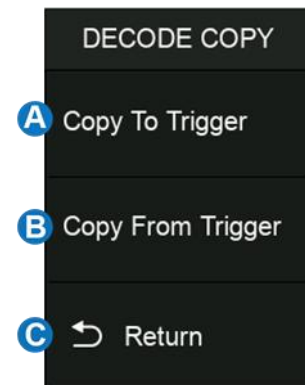 DECODE COPY
A Copy To Trigger
B Copy From Trigger
C Return